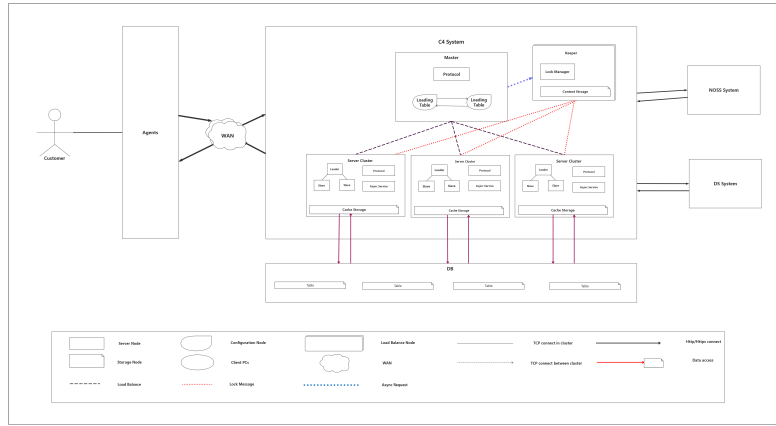 C4 System
Master
Keeper
Protocol
Lock Manager
Context Storage
Loading
Table
Loading
Table
NOSS System
Customer
Agents
WAN
Server Cluster
Leader
Slave
Slave
Protocol
Async Service
Cache Storage
Server Cluster
Leader
Slave
Slave
Protocol
Async Service
Cache Storage
Server Cluster
Leader
Slave
Slave
Protocol
Async Service
Cache Storage
DS System
DB
Table
Table
Table
Table
Server Node
Configuration Node
Load Balance Node
TCP connect in cluster
Http/Https connect
Storage Node
Client PCs
WAN
TCP connect between cluster
Data access
Load Balance
Lock Message
Async Request